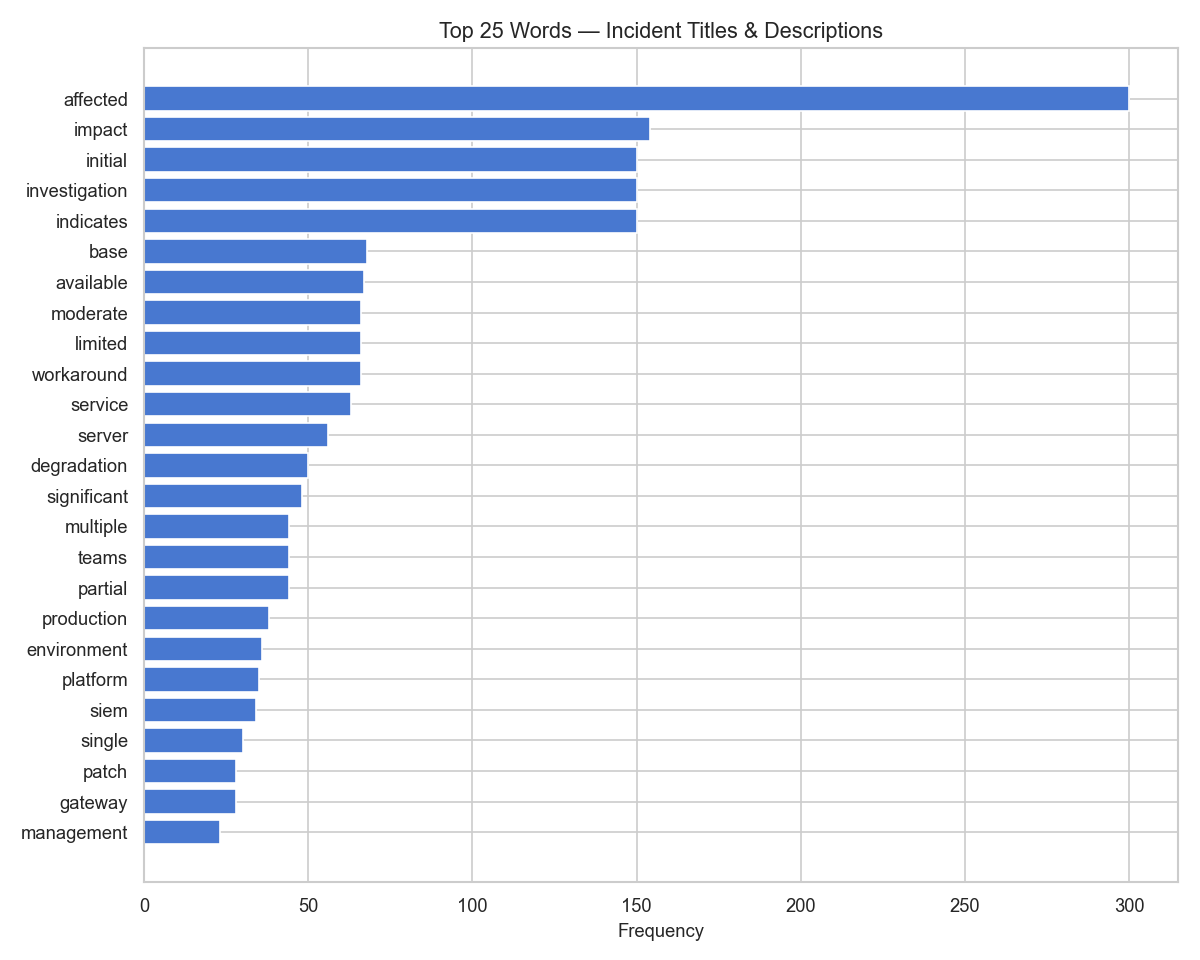 Top 25 Words — Incident Titles & Descriptions
affected
impact
initial
investigation
indicates
base
available
moderate
limited
workaround
service
server
degradation
significant
multiple
teams
partial
production
environment
platform
siem
single
patch
gateway
management
0 50 100 150 200 250 300
Frequency